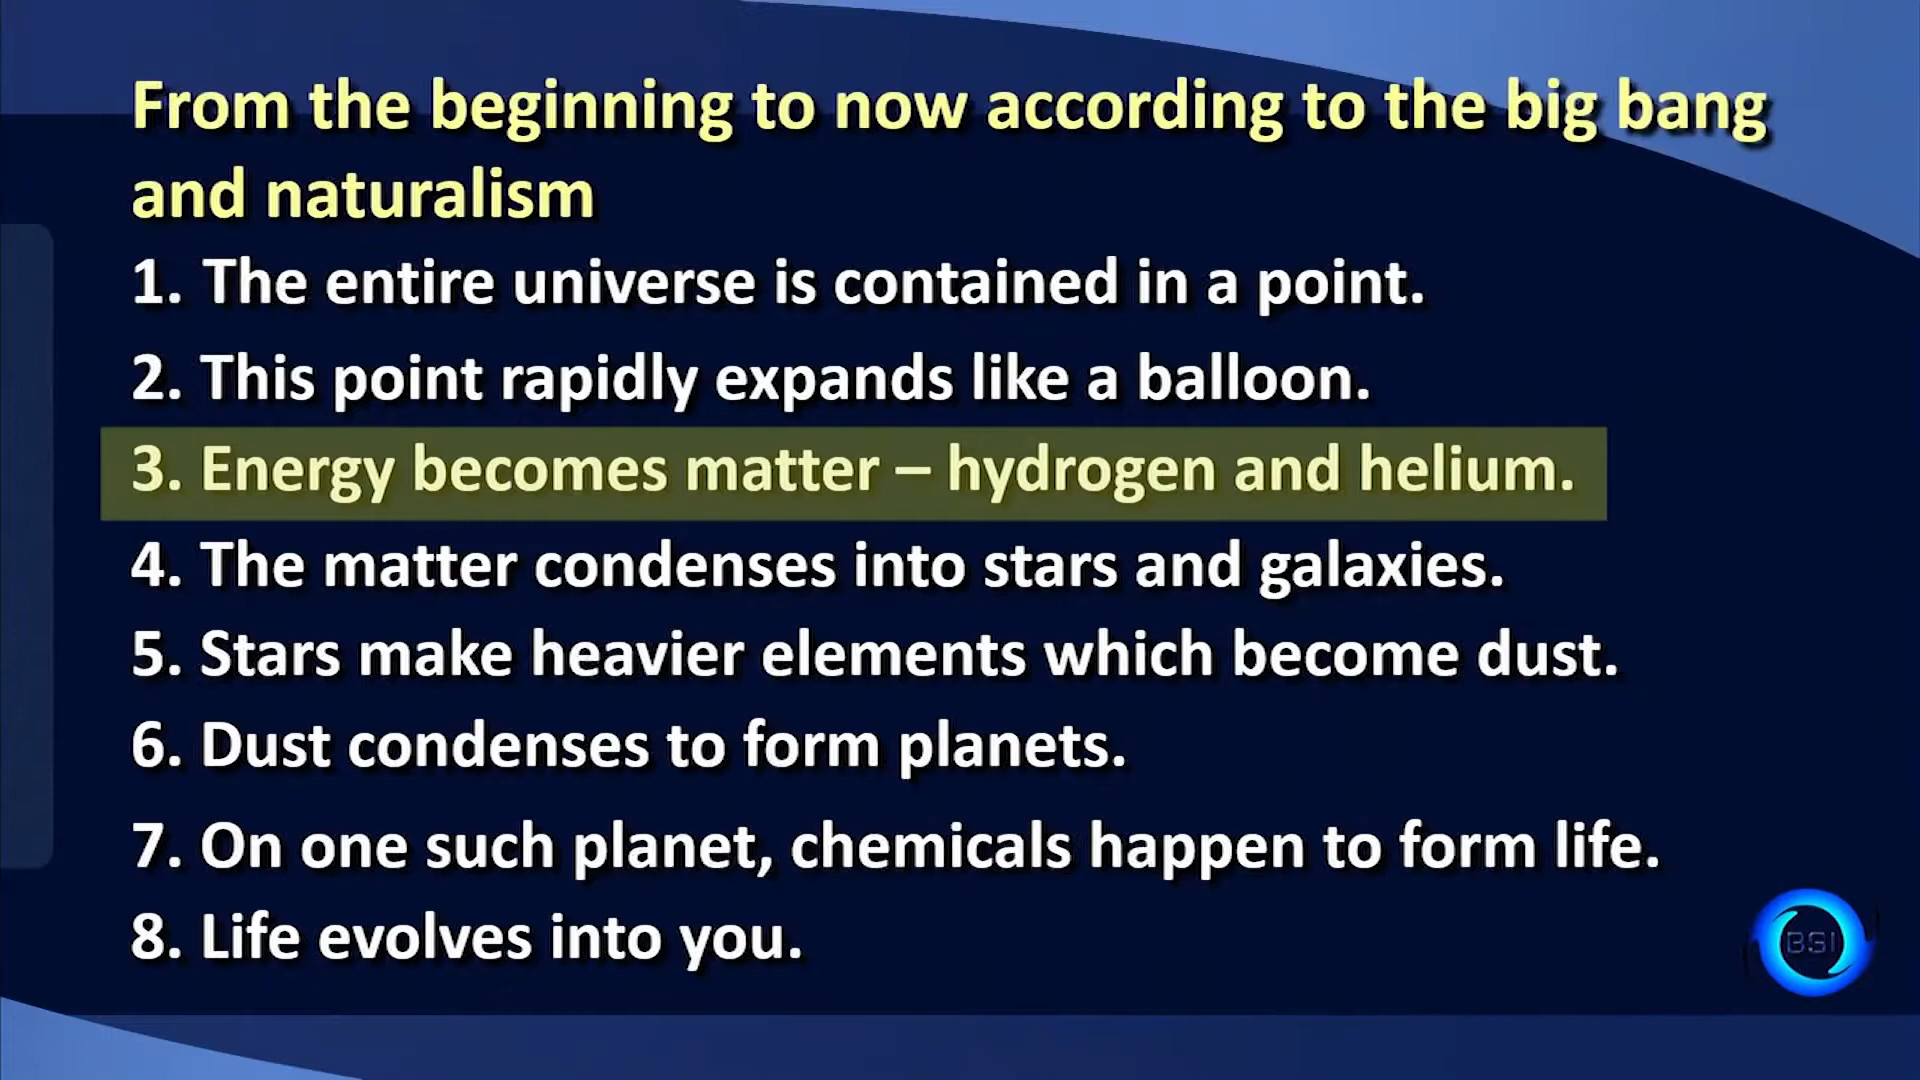 From the beginning to now according to the big bang
and naturalism
1. The entire universe is contained in a point.
2. This point rapidly expands like a balloon.
3. Energy becomes matter – hydrogen and helium.
4. The matter condenses into stars and galaxies.
5. Stars make heavier elements which become dust.
6. Dust condenses to form planets.
7. On one such planet, chemicals happen to form life.
8. Life evolves into you.
BSI